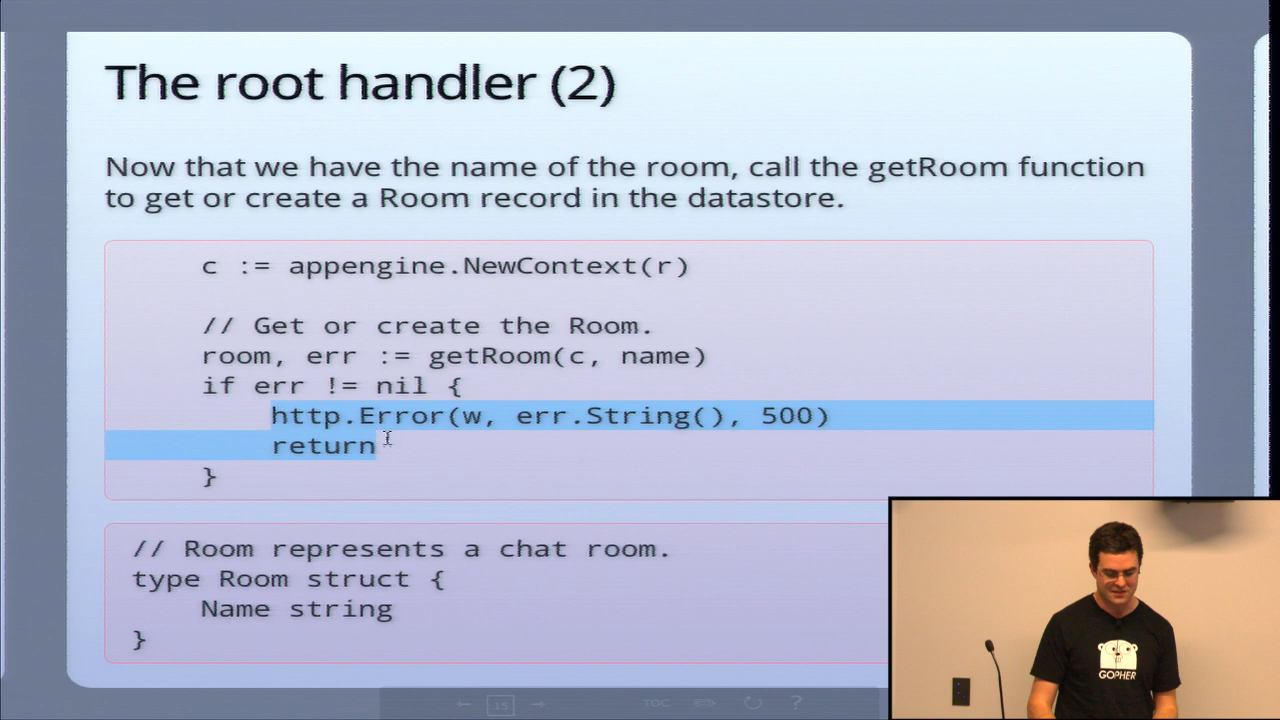 The root handler (2)
Now that we have the name of the room, call the getRoom function
to get or create a Room record in the datastore.
c := appengine.NewContext(r)
// Get or create the Room.
room, err := getRoom(c, name)
if err != nil {
http.Error(w, err.String(), 500)
return
}
// Room represents a chat room.
type Room struct {
Name string
}
GOPHER
← 15 → TOC ?